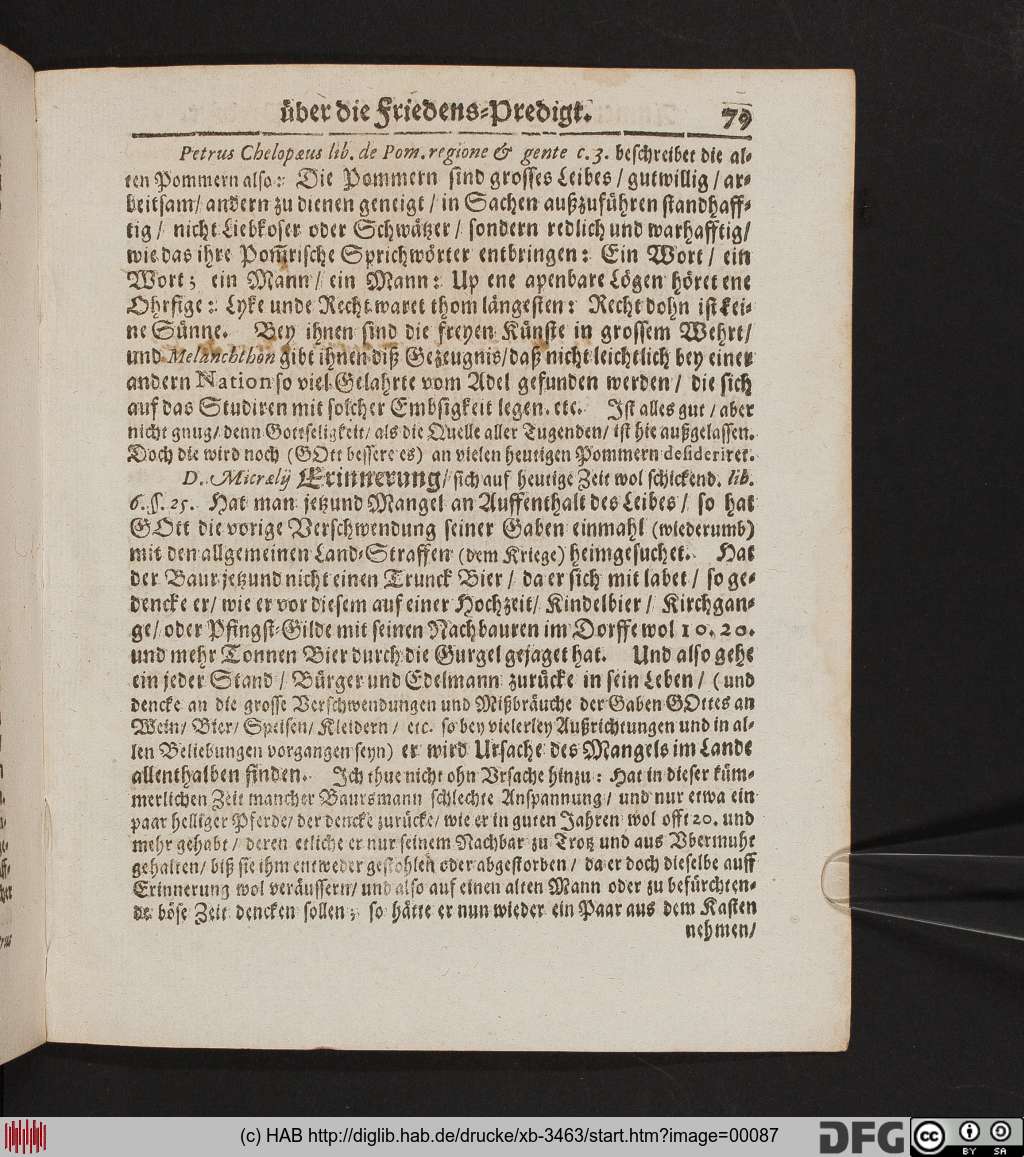 über die Friedens-Predigt. 79
Petrus Chelopæus lib. de Pom. regione & gente c. 3. beschreibet die al-
ten Pommern also: Die Pommern sind grosses Leibes / gutwillig / ar-
beitsam / andern zu dienen geneigt / in Sachen außzuführen standhaff-
tig / nicht Liebkoser oder Schwätzer / sondern redlich und warhafftig /
wie das ihre Pom̃rische Sprichwörter entbringen: Ein Wort / ein
Wort; ein Mann / ein Mann: Up ene apenbare Lögen höret ene
Ohrfige: Lyke unde Recht waret thom längesten: Recht dohn ist kei-
ne Sünne. Bey ihnen sind die freyen Künste in grossem Wehrt /
und Melanchthon gibt ihnen diß Gezeugnis / daß nicht leichtlich bey einer
andern Nation so viel Gelahrte vom Adel gefunden werden / die sich
auf das Studiren mit solcher Embsigkeit legen. etc. Ist alles gut / aber
nicht gnug / denn Gottseligkeit / als die Quelle aller Tugenden / ist hie außgelassen.
Doch die wird noch (GOtt bessere es) an vielen heutigen Pommern desideriret.
D. Micrælij Erinnerung / sich auf heutige Zeit wol schickend. lib.
6. §. 25. Hat man jetzund Mangel an Auffenthalt des Leibes / so hat
GOtt die vorige Verschwendung seiner Gaben einmahl (wiederumb)
mit den allgemeinen Land-Straffen (dem Kriege) heimgesuchet. Hat
der Baur jetzund nicht einen Trunck Bier / da er sich mit labet / so ge-
dencke er / wie er vor diesem auf einer Hochzeit / Kindelbier / Kirchgan-
ge / oder Pfingst-Gilde mit seinen Nachbauren im Dorffe wol 10. 20.
und mehr Tonnen Bier durch die Gurgel gejaget hat. Und also gehe
ein jeder Stand / Bürger und Edelmann zurücke in sein Leben / (und
dencke an die grosse Verschwendungen und Mißbräuche der Gaben GOttes an
Wein / Bier / Speisen / Kleidern / etc. so bey vielerley Außrichtungen und in al-
len Beliebungen vorgangen seyn) er wird Ursache des Mangels im Lande
allenthalben finden. Ich thue nicht ohn Vrsache hinzu: Hat in dieser küm-
merlichen Zeit mancher Baursmann schlechte Anspannung / und nur etwa ein
paar helliger Pferde / der dencke zurücke / wie er in guten Jahren wol offt 20. und
mehr gehabt / deren etliche er nur seinem Nachbar zu Trotz und aus Vbermuht
gehalten / biß sie ihm entweder gestohlen oder abgestorben / da er doch dieselbe auff
Erinnerung wol veräussern / und also auf einen alten Mann oder zu befürchten-
de böse Zeit dencken sollen; so hätte er nun wieder ein Paar aus dem Kasten
nehmen /
(c) HAB http://diglib.hab.de/drucke/xb-3463/start.htm?image=00087
DFG cc BY SA